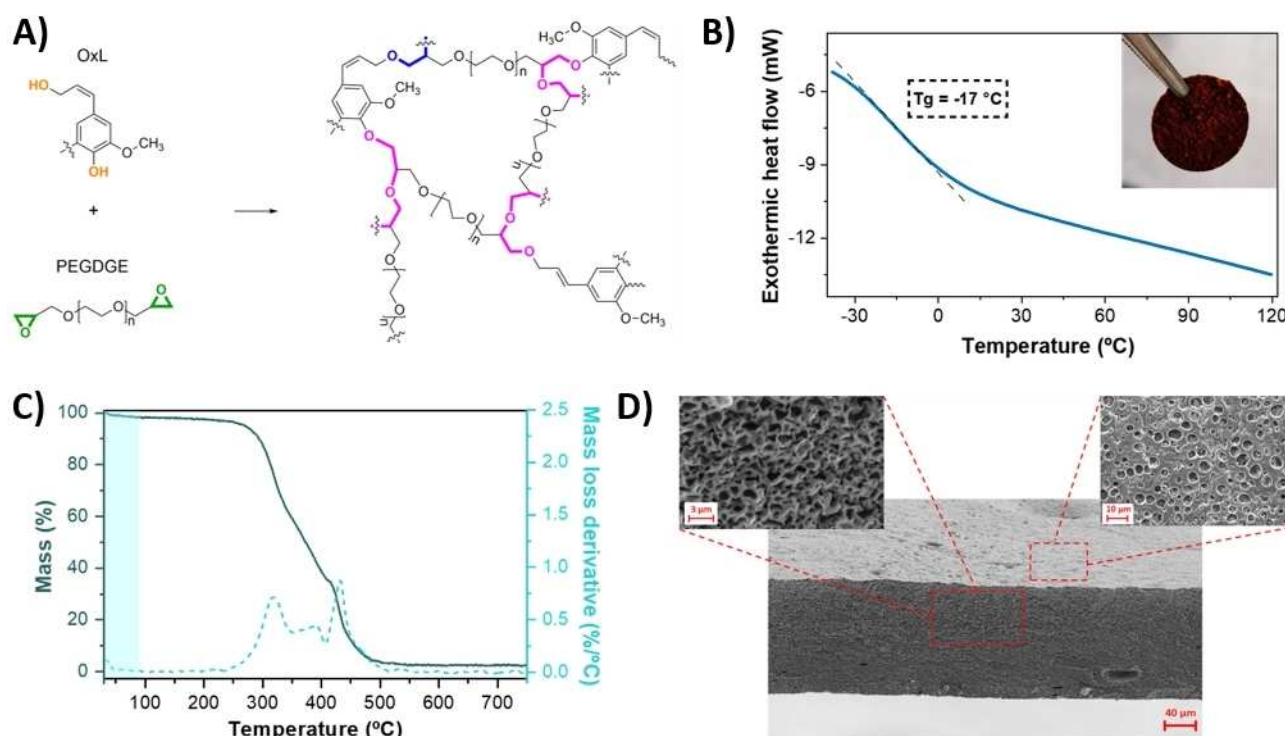 A)
OxL
HO
O
CH₃
OH
+
PEGDGE
O
O
O
n
O
O
H₃C
O
O
O
O
n
O
O
H₃C
O
O
O
CH₃
O
O
O
O
n
O
O
O
n
O
O
O
O
O
n
O
O
O
CH₃
B)
Exothermic heat flow (mW)
-6
-9
-12
Tg = -17 °C
-30
0
30
60
90
120
Temperature (ºC)
C)
Mass (%)
100
80
60
40
20
0
2.5
2.0
1.5
1.0
0.5
0.0
Mass loss derivative (%/ºC)
100
200
300
400
500
600
700
Temperature (ºC)
D)
3 µm
10 µm
40 µm